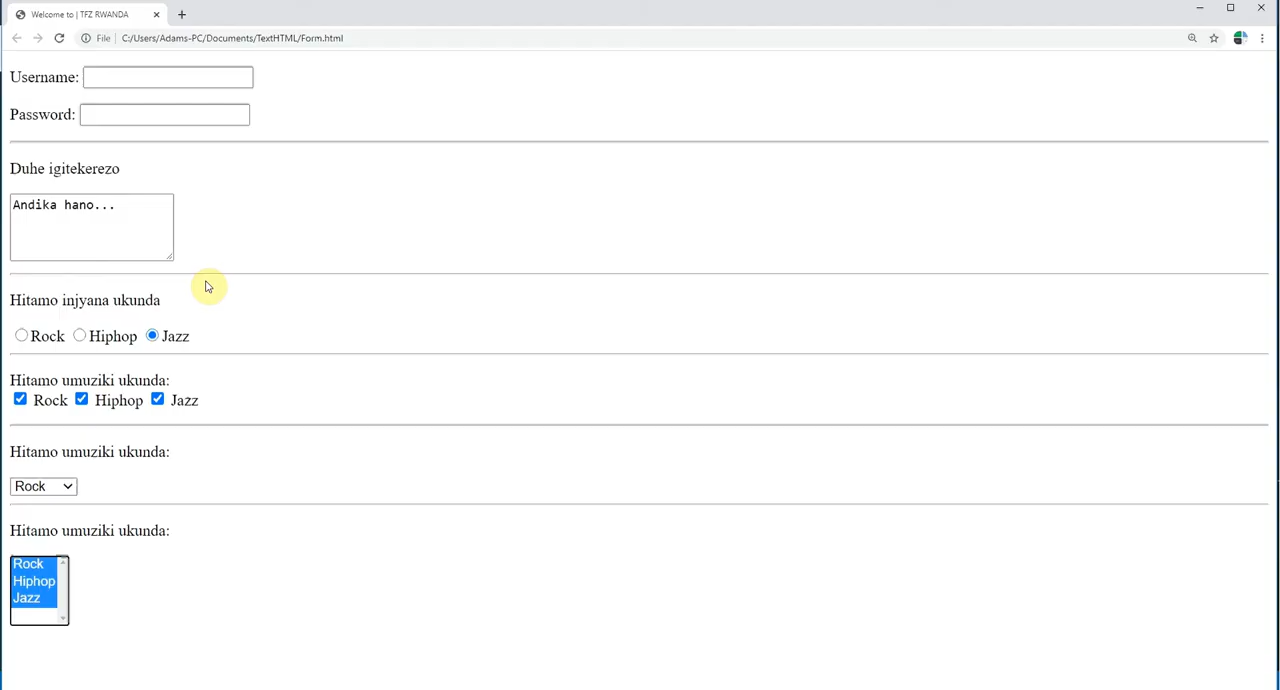 Welcome to | TFZ RWANDA
File C:/Users/Adams-PC/Documents/TextHTML/Form.html
Username:
Password:
Duhe igitekerezo
Andika hano...
Hitamo injyana ukunda
Rock Hiphop Jazz
Hitamo umuziki ukunda:
Rock Hiphop Jazz
Hitamo umuziki ukunda:
Rock
Hitamo umuziki ukunda:
Rock
Hiphop
Jazz